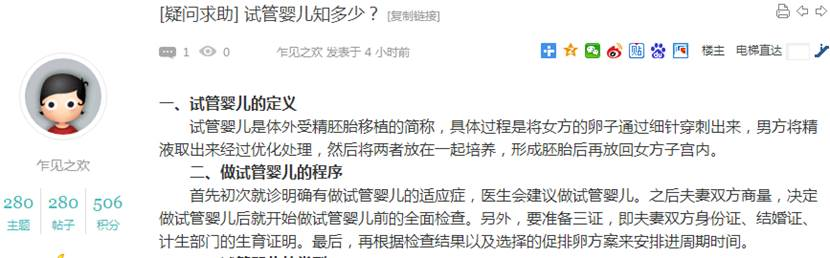 [疑问求助] 试管婴儿知多少？ [复制链接]
1 0 乍见之欢 发表于 4 小时前 贴 楼主 电梯直达
乍见之欢
280 280 506
主题 帖子 积分
一、试管婴儿的定义
试管婴儿是体外受精胚胎移植的简称，具体过程是将女方的卵子通过细针穿刺出来，男方将精
液取出来经过优化处理，然后将两者放在一起培养，形成胚胎后再放回女方子宫内。
二、做试管婴儿的程序
首先初次就诊明确有做试管婴儿的适应症，医生会建议做试管婴儿。之后夫妻双方商量，决定
做试管婴儿后就开始做试管婴儿前的全面检查。另外，要准备三证，即夫妻双方身份证、结婚证、
计生部门的生育证明。最后，再根据检查结果以及选择的促排卵方案来安排进周期时间。